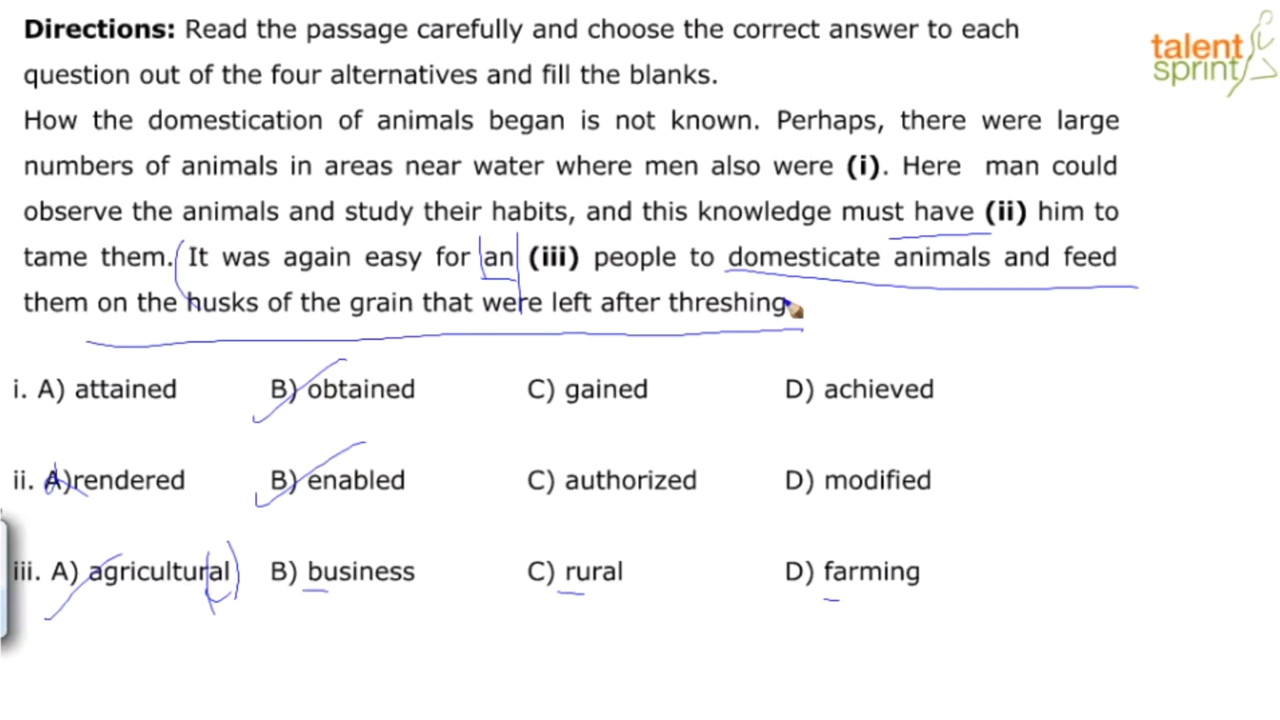 Directions: Read the passage carefully and choose the correct answer to each
question out of the four alternatives and fill the blanks.
How the domestication of animals began is not known. Perhaps, there were large
numbers of animals in areas near water where men also were (i). Here man could
observe the animals and study their habits, and this knowledge must have (ii) him to
tame them. It was again easy for an (iii) people to domesticate animals and feed
them on the husks of the grain that were left after threshing
i. A) attained B) obtained C) gained D) achieved
ii. A)rendered B) enabled C) authorized D) modified
iii. A) agricultural B) business C) rural D) farming
talent
sprint